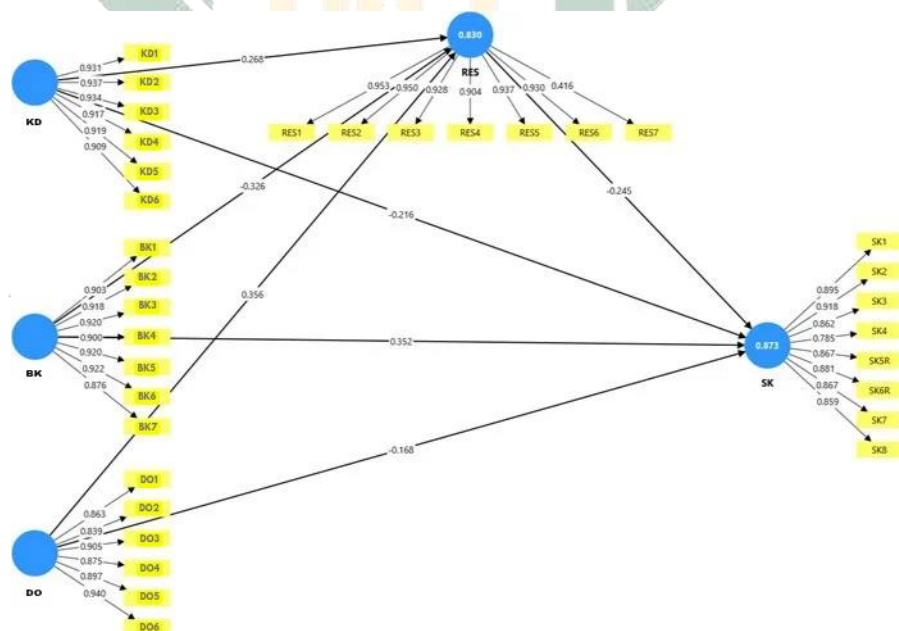 0.830
RES
KD1
KD2
KD3
KD4
KD5
KD6
0.931
0.937
0.934
0.917
0.919
0.909
KD
0.268
0.953
0.950
0.928
0.904
0.937
0.930
0.416
RES1
RES2
RES3
RES4
RES5
RES6
RES7
-0.326
-0.216
-0.245
BK1
BK2
BK3
BK4
BK5
BK6
BK7
0.903
0.918
0.920
0.900
0.920
0.922
0.876
BK
0.356
0.352
-0.168
SK1
SK2
SK3
SK4
SK5R
SK6R
SK7
SK8
0.895
0.918
0.862
0.785
0.867
0.881
0.867
0.859
0.873
SK
DO1
DO2
DO3
DO4
DO5
DO6
0.863
0.839
0.905
0.875
0.897
0.940
DO